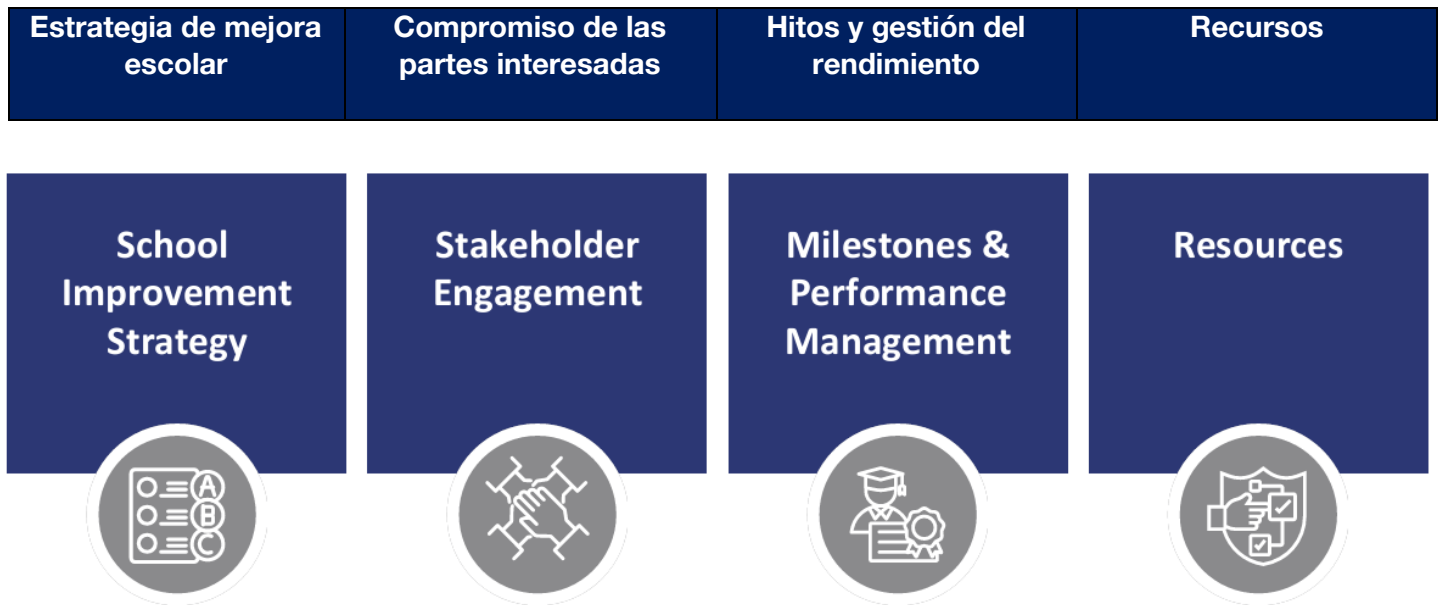 Estrategia de mejora
escolar
Compromiso de las
partes interesadas
Hitos y gestión del
rendimiento
Recursos
School
Improvement
Strategy
Stakeholder
Engagement
Milestones &
Performance
Management
Resources
A
B
C